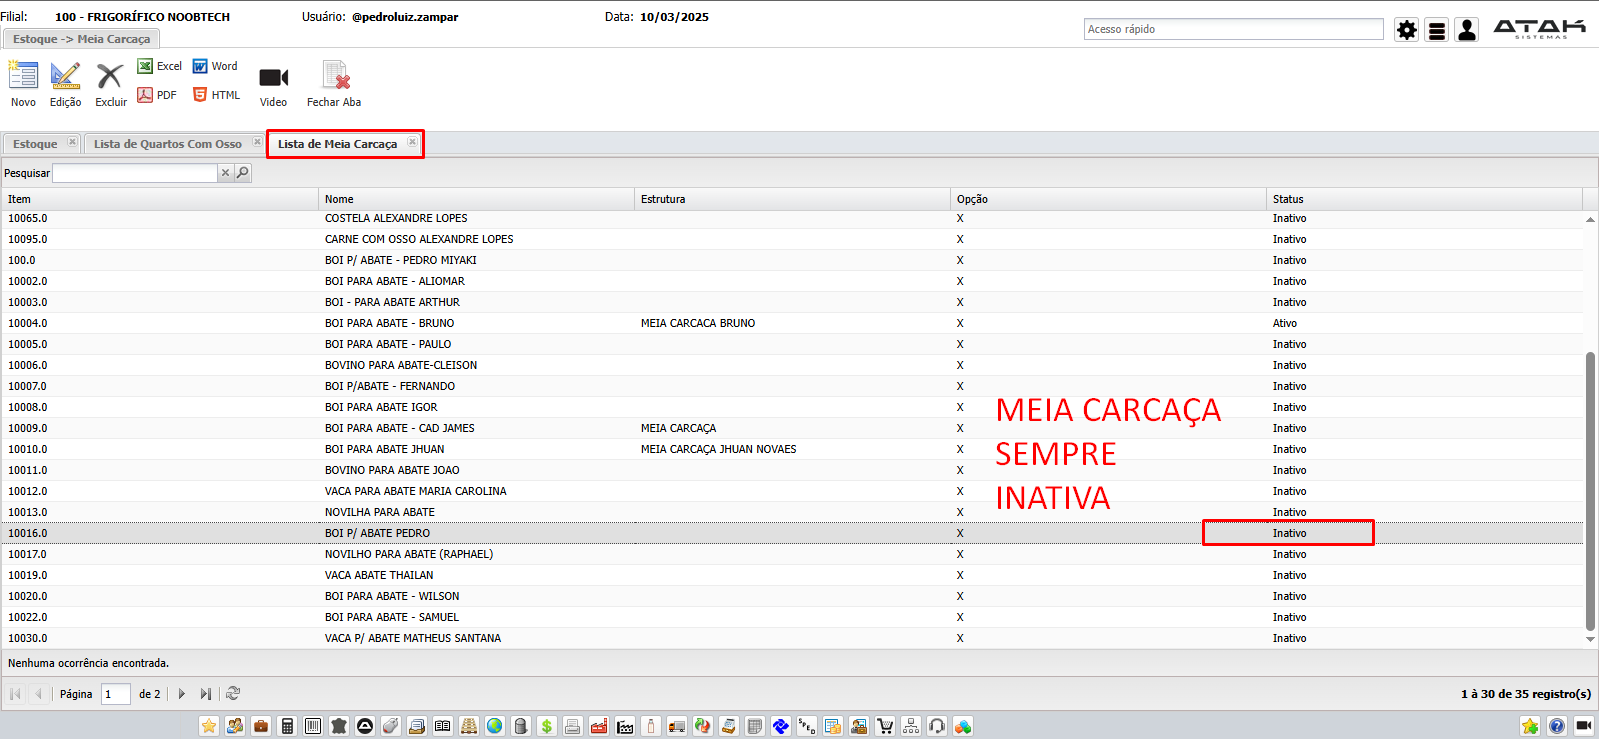 Filial: 100 - FRIGORÍFICO NOOBTECH Usuário: @pedroluiz.zampar Data: 10/03/2025
Acesso rápido
ATAK
SISTEMAS
Estoque -> Meia Carcaça
Novo Edição Excluir Excel Word PDF HTML Video Fechar Aba
Estoque Lista de Quartos Com Osso Lista de Meia Carcaça
Pesquisar
Item Nome Estrutura Opção Status
10065.0 COSTELA ALEXANDRE LOPES X Inativo
10095.0 CARNE COM OSSO ALEXANDRE LOPES X Inativo
100.0 BOI P/ ABATE - PEDRO MIYAKI X Inativo
10002.0 BOI PARA ABATE - ALIOMAR X Inativo
10003.0 BOI - PARA ABATE ARTHUR X Inativo
10004.0 BOI PARA ABATE - BRUNO MEIA CARCACA BRUNO X Ativo
10005.0 BOI PARA ABATE - PAULO X Inativo
10006.0 BOVINO PARA ABATE-CLEISON X Inativo
10007.0 BOI P/ABATE - FERNANDO X Inativo
10008.0 BOI PARA ABATE IGOR X Inativo
10009.0 BOI PARA ABATE - CAD JAMES MEIA CARCAÇA X Inativo
10010.0 BOI PARA ABATE JHUAN MEIA CARCAÇA JHUAN NOVAES X Inativo
10011.0 BOVINO PARA ABATE JOAO X Inativo
10012.0 VACA PARA ABATE MARIA CAROLINA X Inativo
10013.0 NOVILHA PARA ABATE X Inativo
10016.0 BOI P/ ABATE PEDRO X Inativo
10017.0 NOVILHO PARA ABATE (RAPHAEL) X Inativo
10019.0 VACA ABATE THAILAN X Inativo
10020.0 BOI PARA ABATE - WILSON X Inativo
10022.0 BOI PARA ABATE - SAMUEL X Inativo
10030.0 VACA P/ ABATE MATHEUS SANTANA X Inativo
MEIA CARCAÇA
SEMPRE
INATIVA
Nenhuma ocorrência encontrada.
Página 1 de 2 1 à 30 de 35 registro(s)
SPED